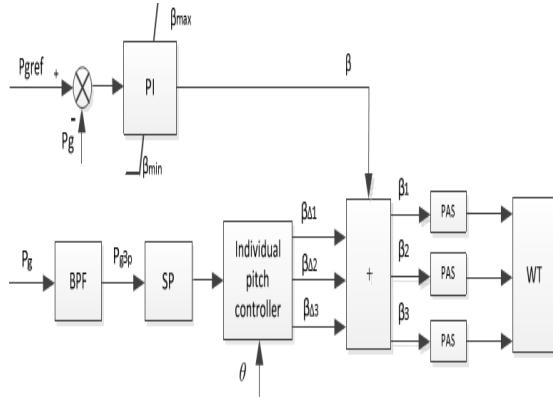 βmax
Pgref
+
PI
β
-
Pg
βmin
Pg
BPF
Pg3p
SP
Individual
pitch
controller
βΔ1
βΔ2
βΔ3
+
β1
β2
β3
PAS
PAS
PAS
WT
θ